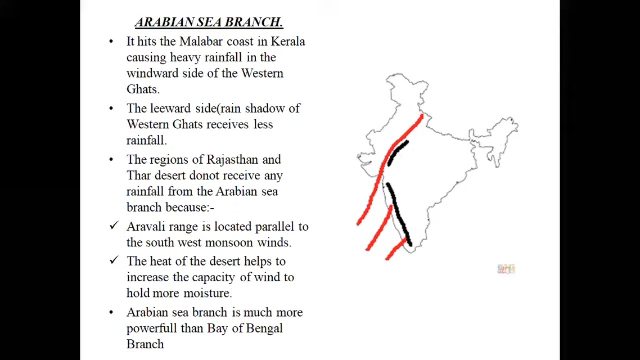 ARABIAN SEA BRANCH.
• It hits the Malabar coast in Kerala
causing heavy rainfall in the
windward side of the Western
Ghats.
• The leeward side(rain shadow of
Western Ghats receives less
rainfall.
• The regions of Rajasthan and
Thar desert donot receive any
rainfall from the Arabian sea
branch because:-
✓ Aravali range is located parallel to
the south west monsoon winds.
✓ The heat of the desert helps to
increase the capacity of wind to
hold more moisture.
• Arabian sea branch is much more
powerfull than Bay of Bengal
Branch